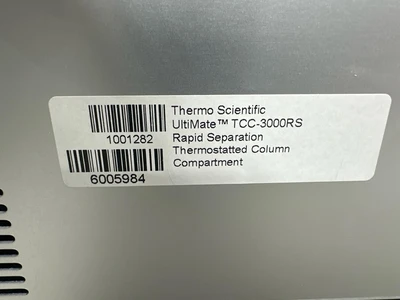 1001282
6005984
Thermo Scientific
UltiMate™ TCC-3000RS
Rapid Separation
Thermostatted Column
Compartment